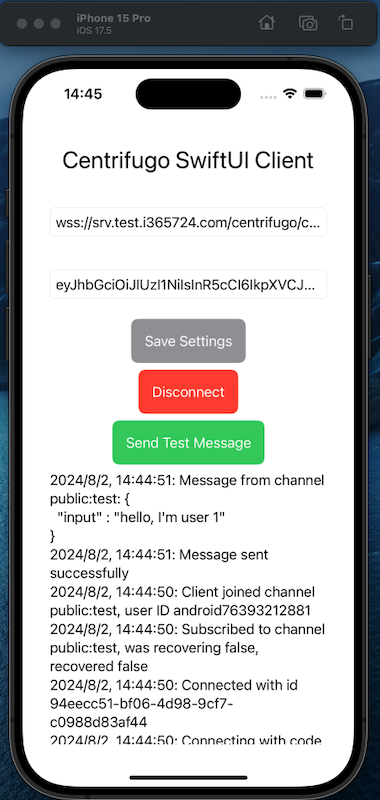 iPhone 15 Pro
iOS 17.5
14:45
Centrifugo SwiftUI Client
wss://srv.test.i365724.com/centrifugo/c...
eyJhbGciOiJIUzI1NiIsInR5cCI6IkpXVCJ...
Save Settings
Disconnect
Send Test Message
2024/8/2, 14:44:51: Message from channel
public:test: {
"input" : "hello, I'm user 1"
}
2024/8/2, 14:44:51: Message sent
successfully
2024/8/2, 14:44:50: Client joined channel
public:test, user ID android76393212881
2024/8/2, 14:44:50: Subscribed to channel
public:test, was recovering false,
recovered false
2024/8/2, 14:44:50: Connected with id
94eecc51-bf06-4d98-9cf7-
c0988d83af44
2024/8/2, 14:44:50: Connecting with code